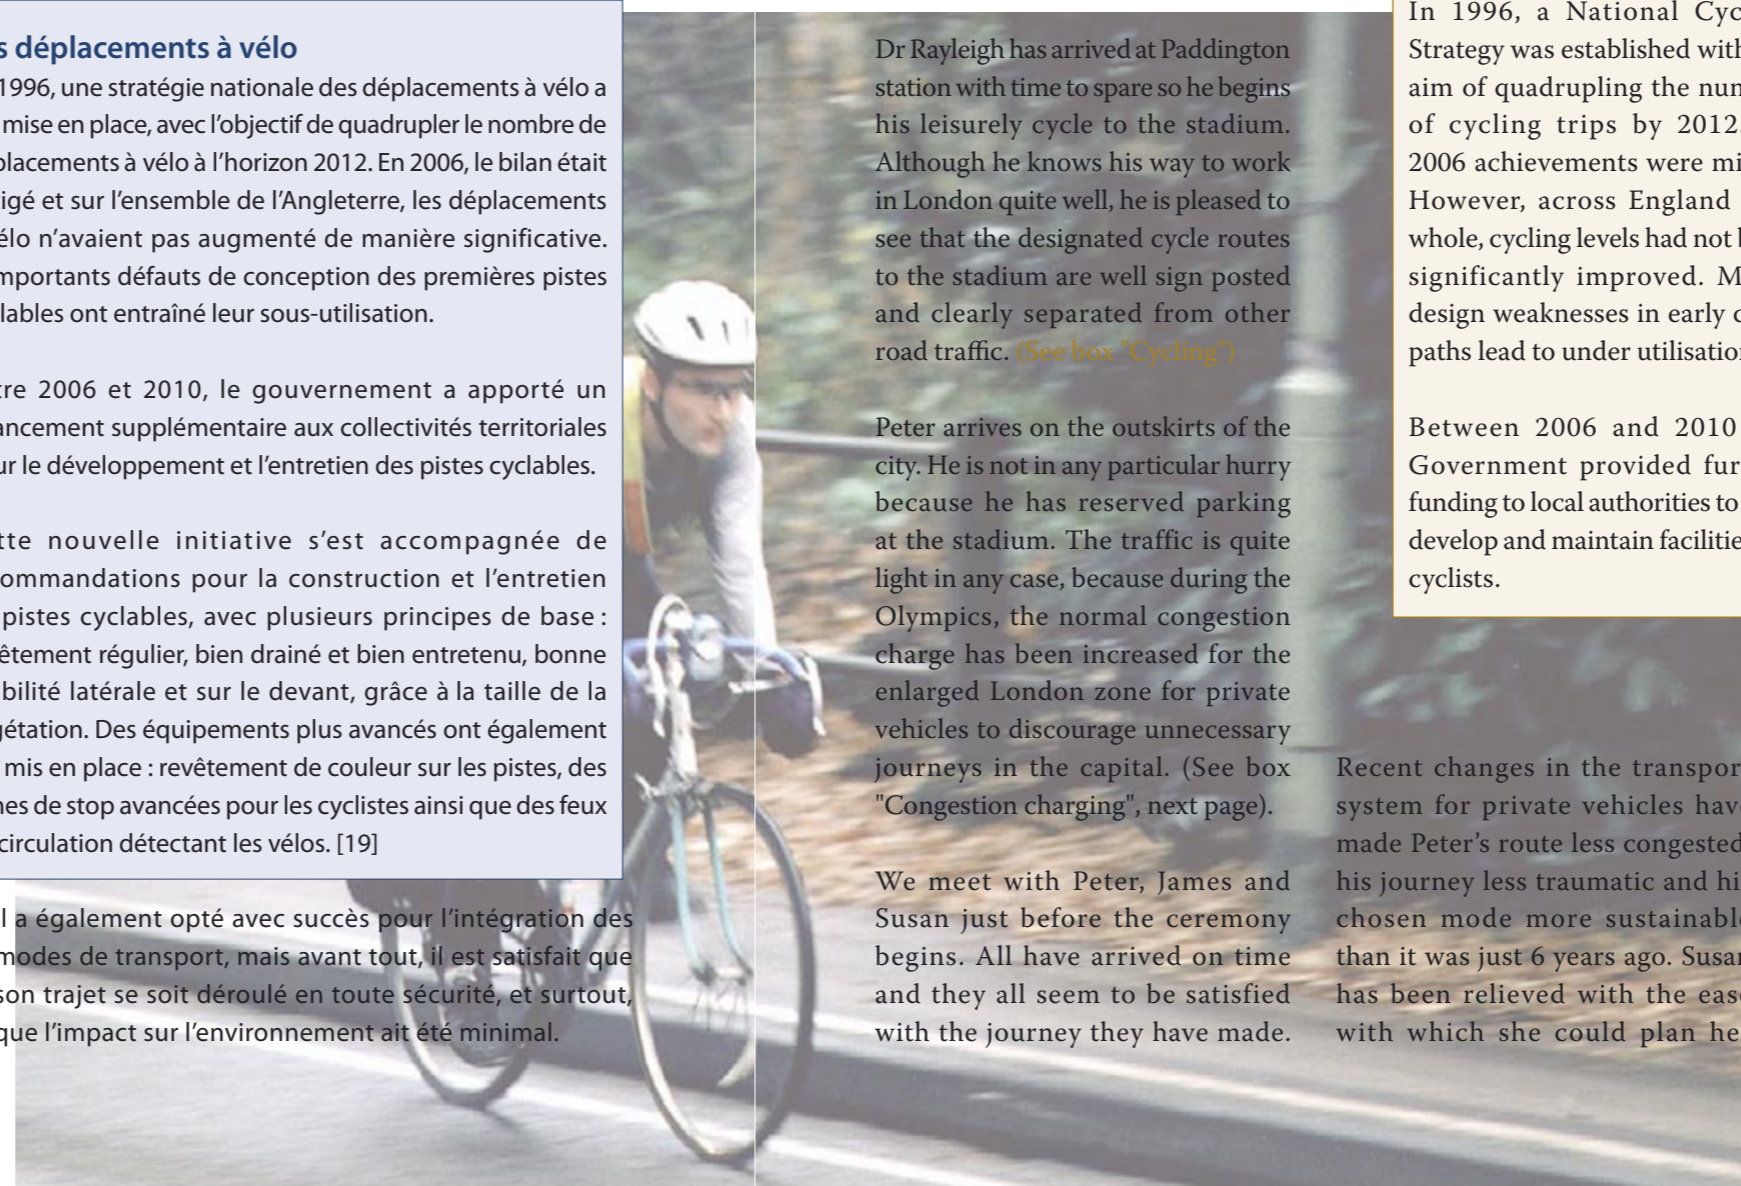 s déplacements à vélo
1996, une stratégie nationale des déplacements à vélo a
mise en place, avec l'objectif de quadrupler le nombre de
placements à vélo à l'horizon 2012. En 2006, le bilan était
tigé et sur l'ensemble de l'Angleterre, les déplacements
élo n'avaient pas augmenté de manière significative.
mportants défauts de conception des premières pistes
lables ont entraîné leur sous-utilisation.
tre 2006 et 2010, le gouvernement a apporté un
ancement supplémentaire aux collectivités territoriales
ur le développement et l'entretien des pistes cyclables.
tte nouvelle initiative s'est accompagnée de
ommandations pour la construction et l'entretien
pistes cyclables, avec plusieurs principes de base :
êtement régulier, bien drainé et bien entretenu, bonne
bilité latérale et sur le devant, grâce à la taille de la
gétation. Des équipements plus avancés ont également
mis en place : revêtement de couleur sur les pistes, des
nes de stop avancées pour les cyclistes ainsi que des feux
circulation détectant les vélos. [19]
l a également opté avec succès pour l'intégration des
modes de transport, mais avant tout, il est satisfait que
son trajet se soit déroulé en toute sécurité, et surtout,
que l'impact sur l'environnement ait été minimal.
Dr Rayleigh has arrived at Paddington
station with time to spare so he begins
his leisurely cycle to the stadium.
Although he knows his way to work
in London quite well, he is pleased to
see that the designated cycle routes
to the stadium are well sign posted
and clearly separated from other
road traffic. (See box "Cycling")
Peter arrives on the outskirts of the
city. He is not in any particular hurry
because he has reserved parking
at the stadium. The traffic is quite
light in any case, because during the
Olympics, the normal congestion
charge has been increased for the
enlarged London zone for private
vehicles to discourage unnecessary
journeys in the capital. (See box
"Congestion charging", next page).
We meet with Peter, James and
Susan just before the ceremony
begins. All have arrived on time
and they all seem to be satisfied
with the journey they have made.
In 1996, a National Cyc
Strategy was established with
aim of quadrupling the num
of cycling trips by 2012.
2006 achievements were mi
However, across England
whole, cycling levels had not b
significantly improved. M
design weaknesses in early c
paths lead to under utilisation
Between 2006 and 2010
Government provided fur
funding to local authorities to
develop and maintain facilitie
cyclists.
Recent changes in the transpor
system for private vehicles have
made Peter's route less congested
his journey less traumatic and hi
chosen mode more sustainable
than it was just 6 years ago. Susan
has been relieved with the ease
with which she could plan he